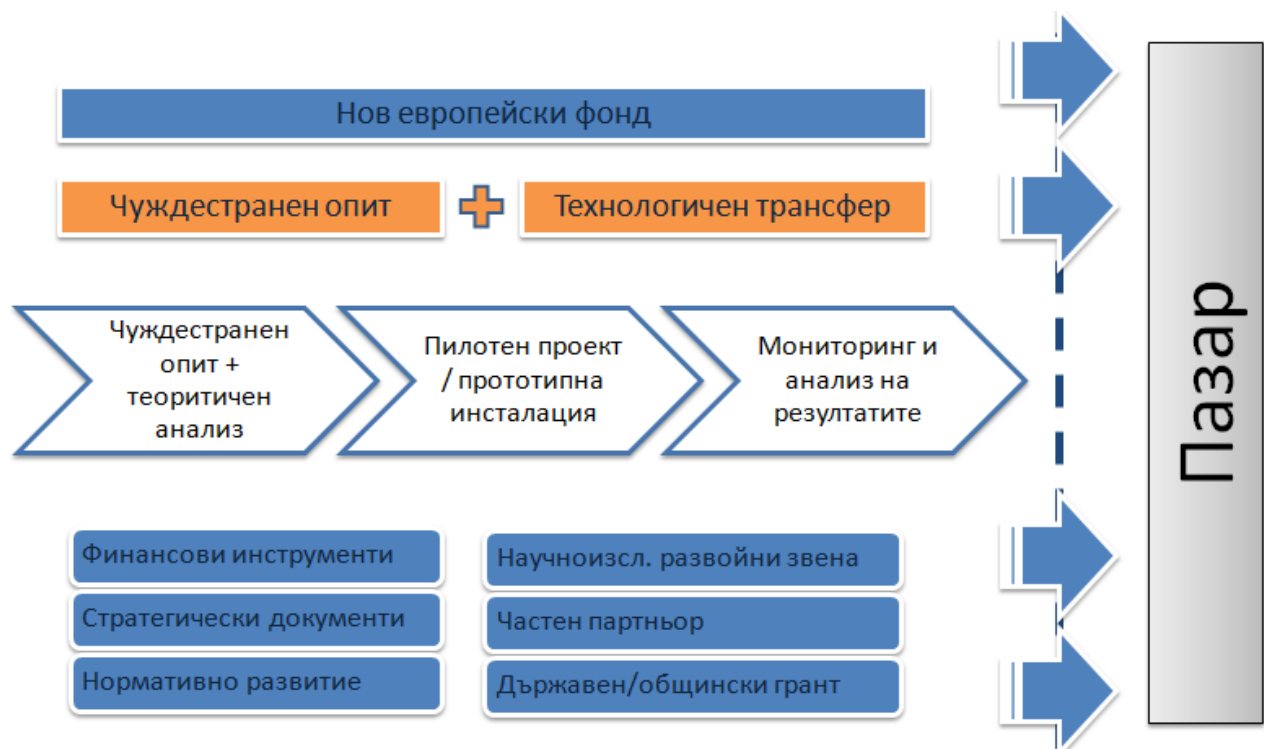 Нов европейски фонд
Чуждестранен опит
Технологичен трансфер
Чуждестранен
опит +
теоритичен
анализ
Пилотен проект
/ прототипна
инсталация
Мониторинг и
анализ на
резултатите
Финансови инструменти
Стратегически документи
Нормативно развитие
Научноизсл. развойни звена
Частен партньор
Държавен/общински грант
Пазар